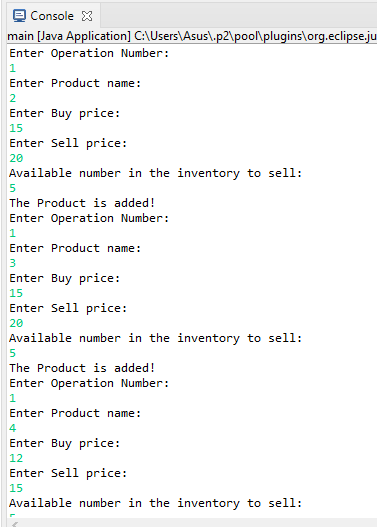 Console
main [Java Application] C:\Users\Asus\.p2\pool\plugins\org.eclipse.ju
Enter Operation Number:
1
Enter Product name:
2
Enter Buy price:
15
Enter Sell price:
20
Available number in the inventory to sell:
5
The Product is added!
Enter Operation Number:
1
Enter Product name:
3
Enter Buy price:
15
Enter Sell price:
20
Available number in the inventory to sell:
5
The Product is added!
Enter Operation Number:
1
Enter Product name:
4
Enter Buy price:
12
Enter Sell price:
15
Available number in the inventory to sell: